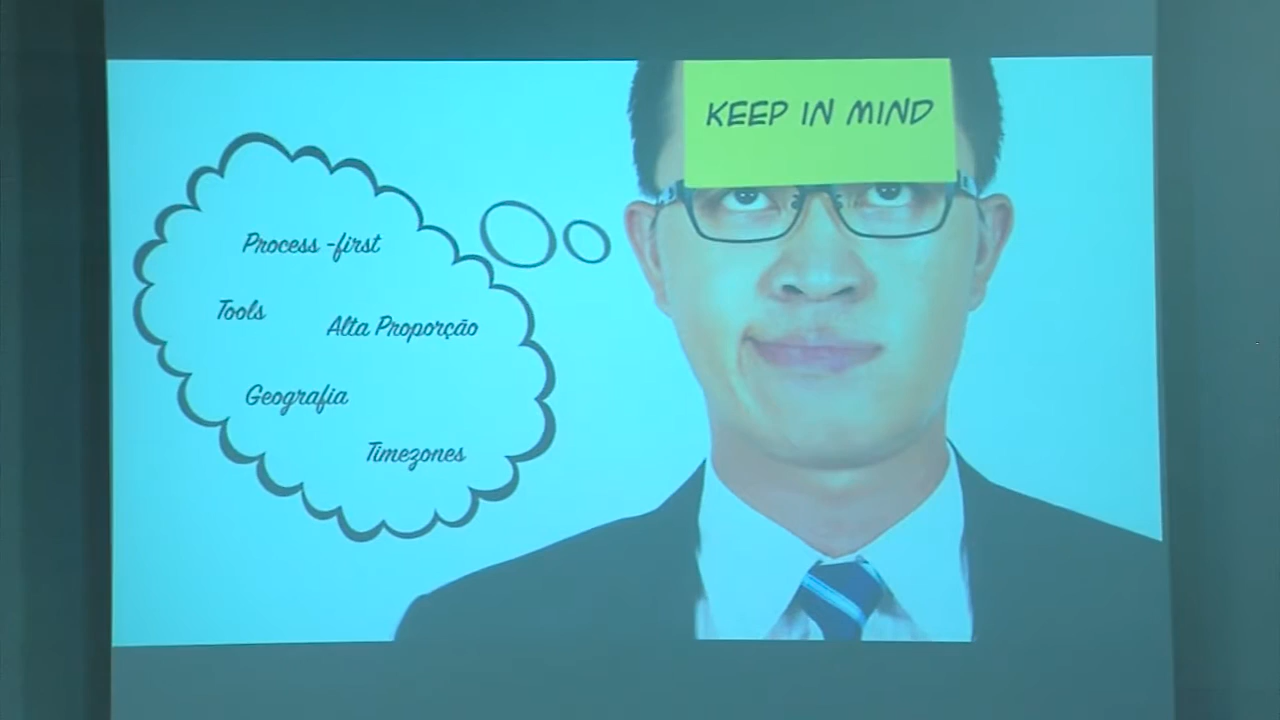 KEEP IN MIND
Process -first
Tools
Alta Proporção
Geografia
Timezones